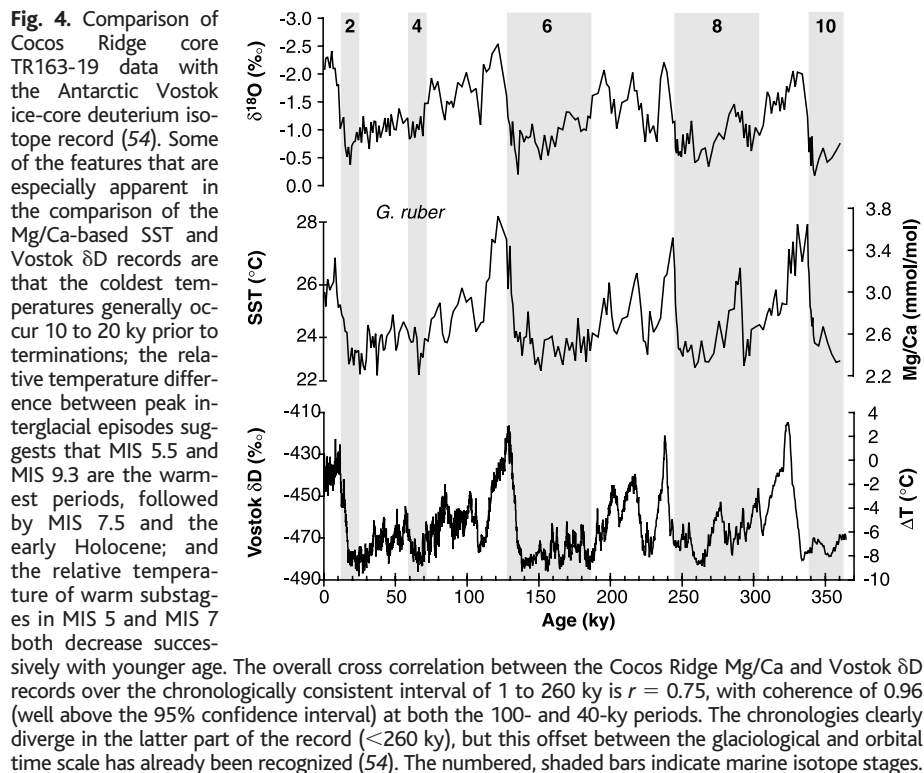 Fig. 4. Comparison of
Cocos Ridge core
TR163-19 data with
the Antarctic Vostok
ice-core deuterium iso-
tope record (54). Some
of the features that are
especially apparent in
the comparison of the
Mg/Ca-based SST and
Vostok δD records are
that the coldest tem-
peratures generally oc-
cur 10 to 20 ky prior to
terminations; the rela-
tive temperature differ-
ence between peak in-
terglacial episodes sug-
gests that MIS 5.5 and
MIS 9.3 are the warm-
est periods, followed
by MIS 7.5 and the
early Holocene; and
the relative tempera-
ture of warm substag-
es in MIS 5 and MIS 7
both decrease succes-
sively with younger age. The overall cross correlation between the Cocos Ridge Mg/Ca and Vostok δD
records over the chronologically consistent interval of 1 to 260 ky is r = 0.75, with coherence of 0.96
(well above the 95% confidence interval) at both the 100- and 40-ky periods. The chronologies clearly
diverge in the latter part of the record (<260 ky), but this offset between the glaciological and orbital
time scale has already been recognized (54). The numbered, shaded bars indicate marine isotope stages.
2 4 6 8 10
δ18O (‰)
-3.0
-2.5
-2.0
-1.5
-1.0
-0.5
0.0
G. ruber
SST (°C)
28
26
24
22
Mg/Ca (mmol/mol)
3.8
3.4
3.0
2.6
2.2
Vostok δD (‰)
-410
-430
-450
-470
-490
ΔT (°C)
4
2
0
-2
-4
-6
-8
-10
0 50 100 150 200 250 300 350
Age (ky)